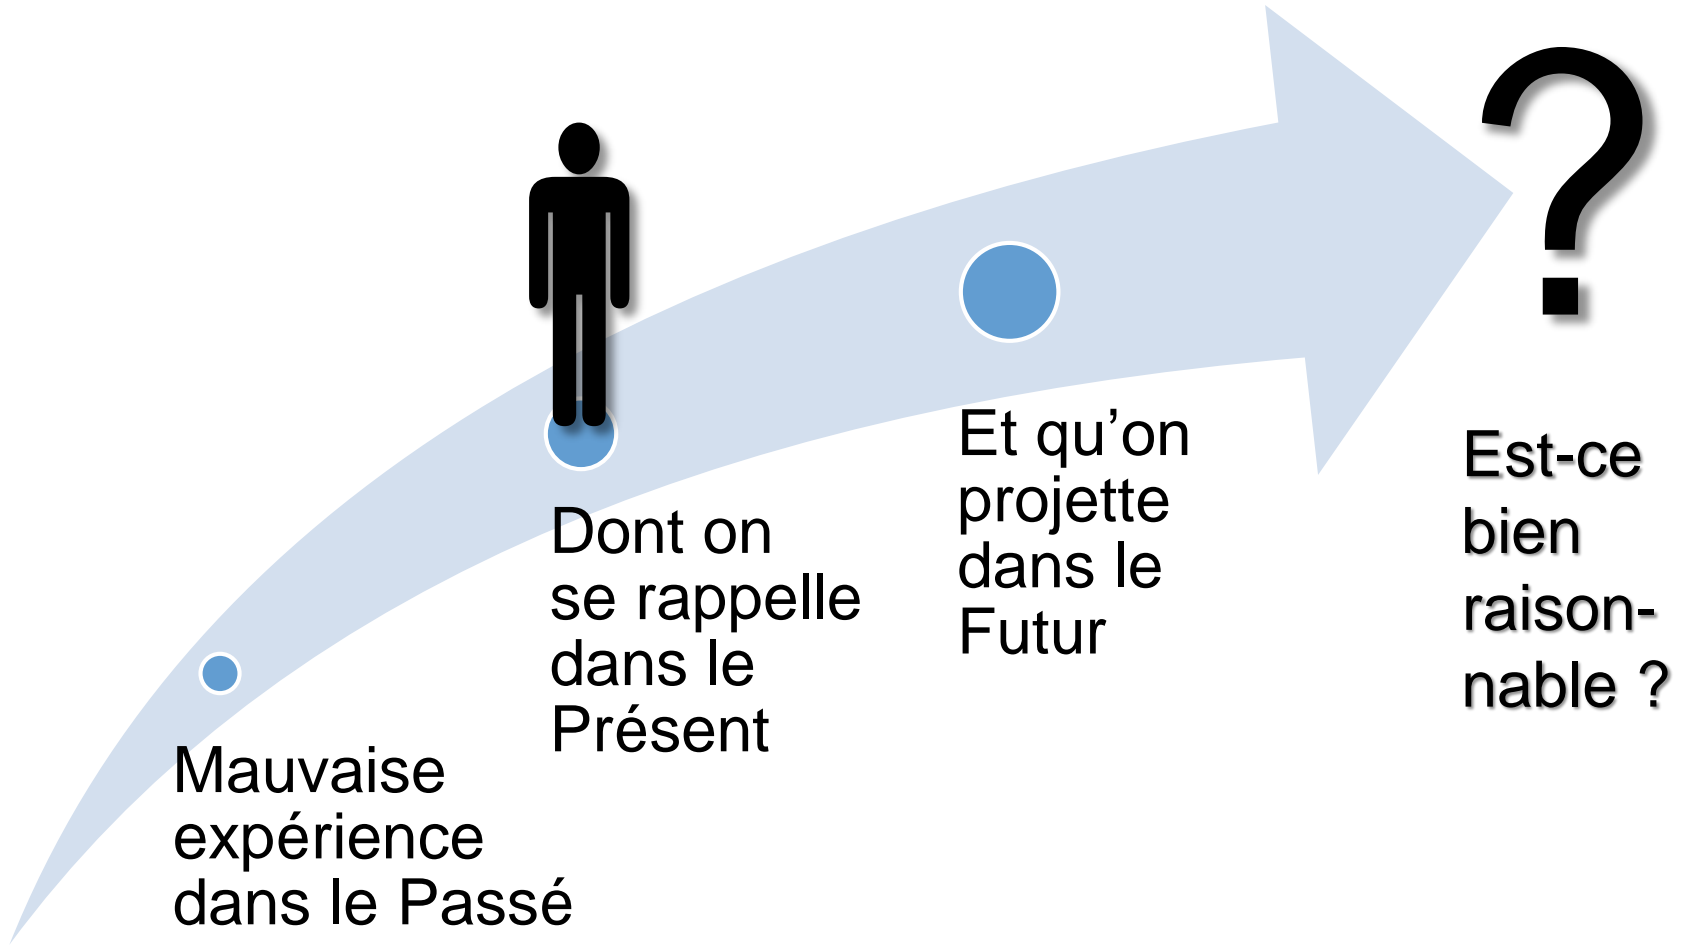 Mauvaise
expérience
dans le Passé
Dont on
se rappelle
dans le
Présent
Et qu’on
projette
dans le
Futur
?
Est-ce
bien
raison-
nable ?